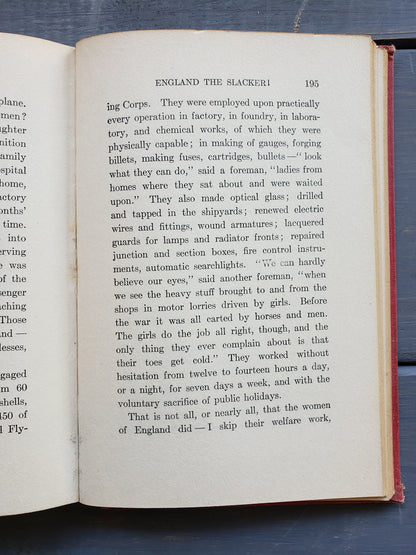 plane.
men?
ughter
nition
amily
spital
home,
actory
onths'
time.
into
erving
e was
of the
senger
aching
Those
and —
lesses,
ngaged
m 60
shells,
450 of
l Fly-
ENGLAND THE SLACKER! 195
ing Corps. They were employed upon practically
every operation in factory, in foundry, in labora-
tory, and chemical works, of which they were
physically capable; in making of gauges, forging
billets, making fuses, cartridges, bullets — "look
what they can do," said a foreman, "ladies from
homes where they sat about and were waited
upon." They also made optical glass; drilled
and tapped in the shipyards; renewed electric
wires and fittings, wound armatures; lacquered
guards for lamps and radiator fronts; repaired
junction and section boxes, fire control instru-
ments, automatic searchlights. "We can hardly
believe our eyes," said another foreman, "when
we see the heavy stuff brought to and from the
shops in motor lorries driven by girls. Before
the war it was all carted by horses and men.
The girls do the job all right, though, and the
only thing they ever complain about is that
their toes get cold." They worked without
hesitation from twelve to fourteen hours a day,
or a night, for seven days a week, and with the
voluntary sacrifice of public holidays.
That is not all, or nearly all, that the women
of England did — I skip their welfare work,